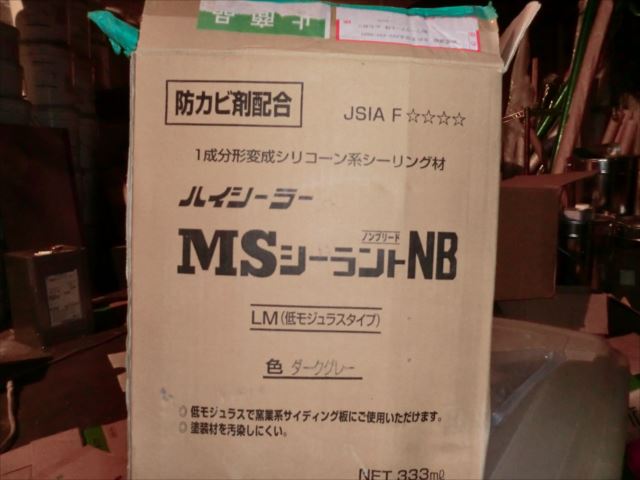 防カビ剤配合
JSIA F☆☆☆☆
1成分形変成シリコーン系シーリング材
ハイシーラー
ノンブリード
MSシーラントNB
LM(低モジュラスタイプ)
色 ダークグレー
◎低モジュラスで窯業系サイディング板にご使用いただけます。
◎塗装材を汚染しにくい。
NET.333mℓ